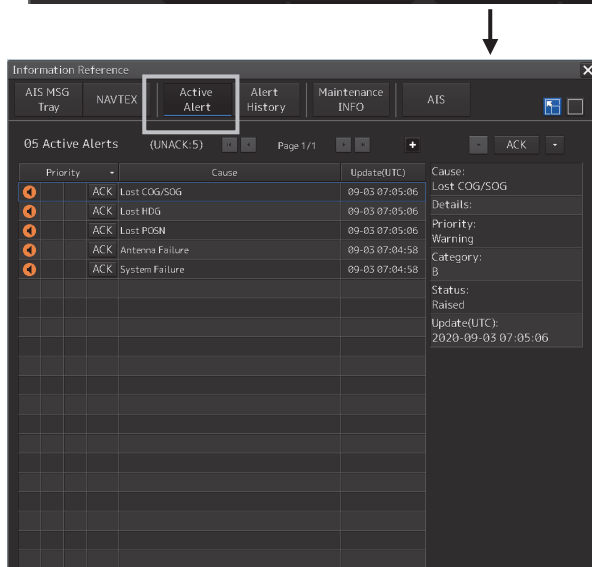 Information Reference
AIS MSG Tray NAVTEX Active Alert Alert History Maintenance INFO AIS
05 Active Alerts (UNACK:5) Page 1/1 ACK
Priority Cause Update(UTC)
ACK Lost COG/SOG 09-03 07:05:06
ACK Lost HDG 09-03 07:05:06
ACK Lost POSN 09-03 07:05:06
ACK Antenna Failure 09-03 07:04:58
ACK System Failure 09-03 07:04:58
Cause:
Lost COG/SOG
Details:
Priority:
Warning
Category:
B
Status:
Raised
Update(UTC):
2020-09-03 07:05:06